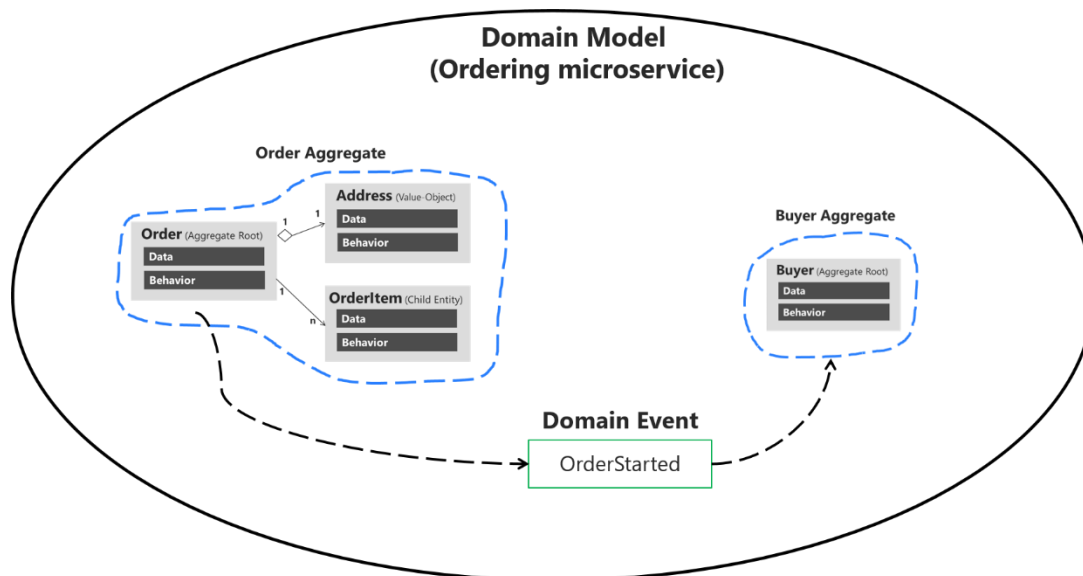 Domain Model
(Ordering microservice)
Order Aggregate
Address (Value-Object)
Data
Behavior
Order (Aggregate Root)
Data
Behavior
1
1
1
n
OrderItem (Child Entity)
Data
Behavior
Buyer Aggregate
Buyer (Aggregate Root)
Data
Behavior
Domain Event
OrderStarted